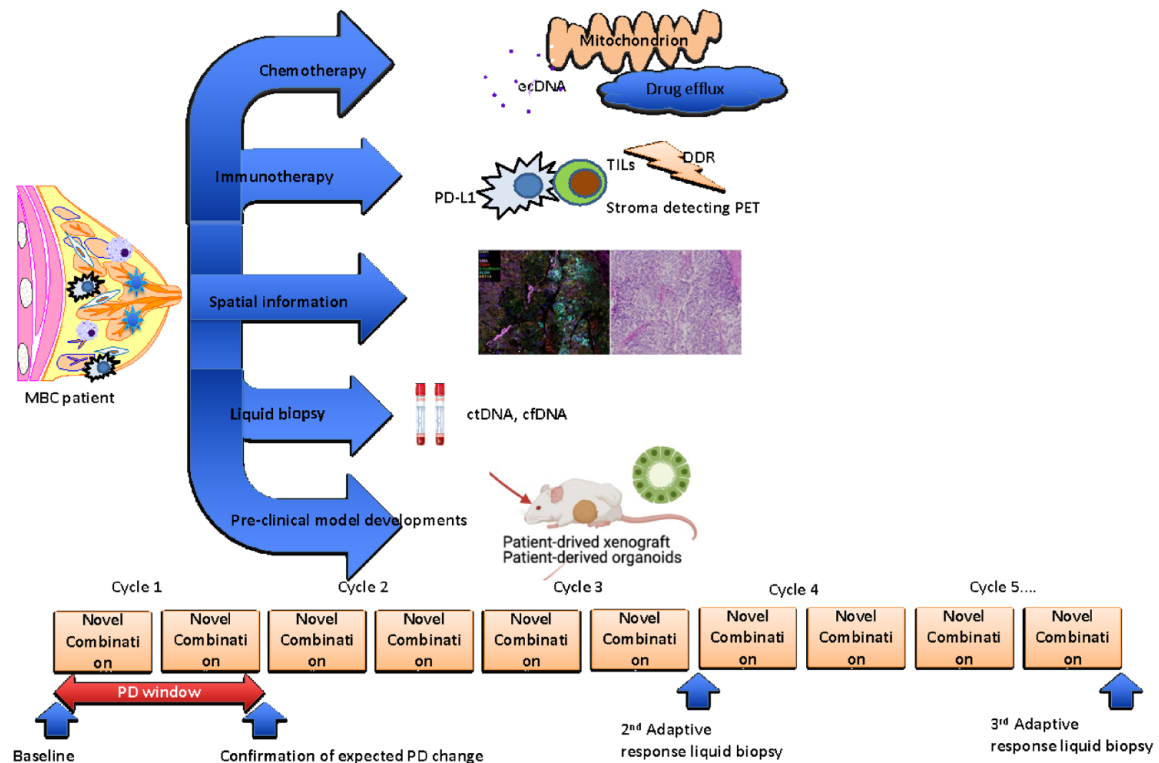 Chemotherapy
Mitochondrion
ecDNA
Drug efflux
Immunotherapy
PD-L1
TILs
DDR
Stroma detecting PET
Spatial information
MBC patient
Liquid biopsy
ctDNA, cfDNA
Pre-clinical model developments
Patient-drived xenograft
Patient-derived organoids
Cycle 1
Cycle 2
Cycle 3
Cycle 4
Cycle 5....
Novel
Combinati
on
Novel
Combinati
on
Novel
Combinati
on
Novel
Combinati
on
Novel
Combinati
on
Novel
Combinati
on
Novel
Combinati
on
Novel
Combinati
on
Novel
Combinati
on
Novel
Combinati
on
PD window
Baseline
Confirmation of expected PD change
2nd Adaptive
response liquid biopsy
3rd Adaptive
response liquid biopsy